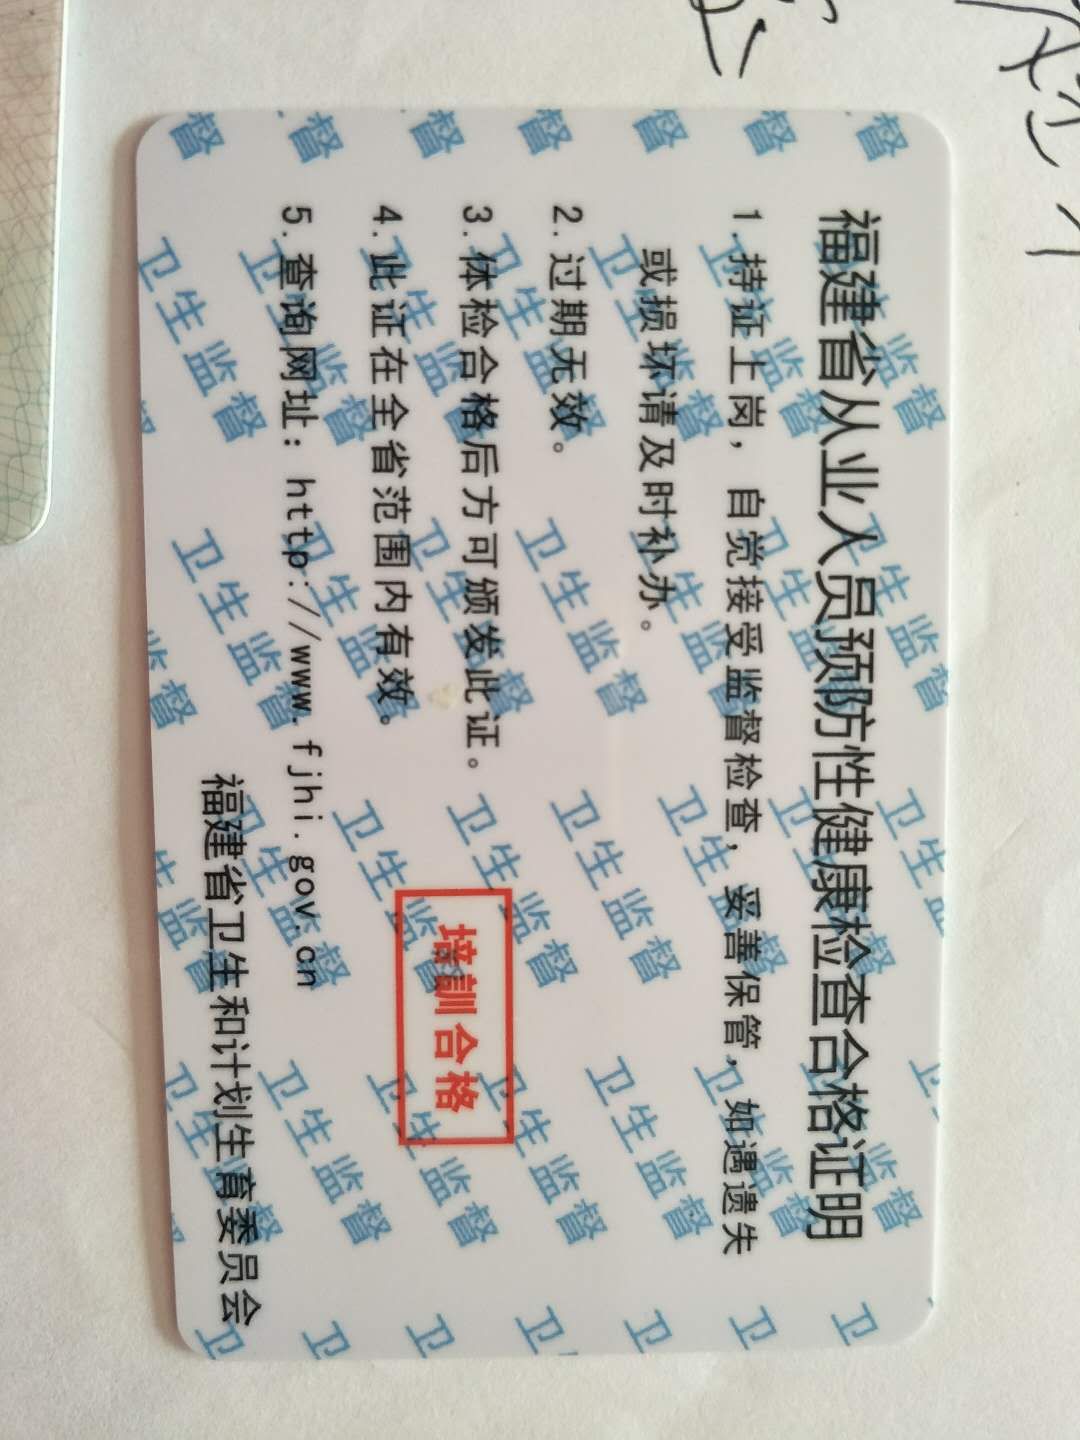 福建省从业人员预防性健康检查合格证明
1.持证上岗，自觉接受监督检查，妥善保管，如遇遗失
或损坏请及时补办。
2.过期无效。
3.体检合格后方可颁发此证。
4.此证在全省范围内有效。
5.查询网址：http://www.fjhi.gov.cn
培訓合格
福建省卫生和计划生育委员会
卫生监督